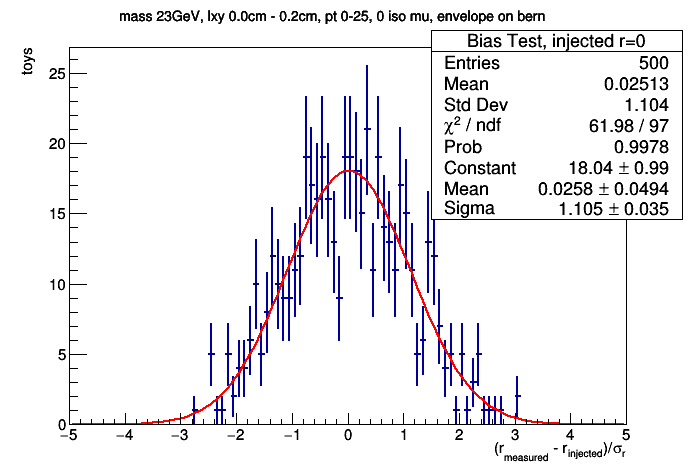 mass 23GeV, lxy 0.0cm - 0.2cm, pt 0-25, 0 iso mu, envelope on bern
Bias Test, injected r=0
Entries 500
Mean 0.02513
Std Dev 1.104
χ² / ndf 61.98 / 97
Prob 0.9978
Constant 18.04 ± 0.99
Mean 0.0258 ± 0.0494
Sigma 1.105 ± 0.035
toys
25
20
15
10
5
0
−5 −4 −3 −2 −1 0 1 2 3 4 5
(r_measured - r_injected)/σ_r